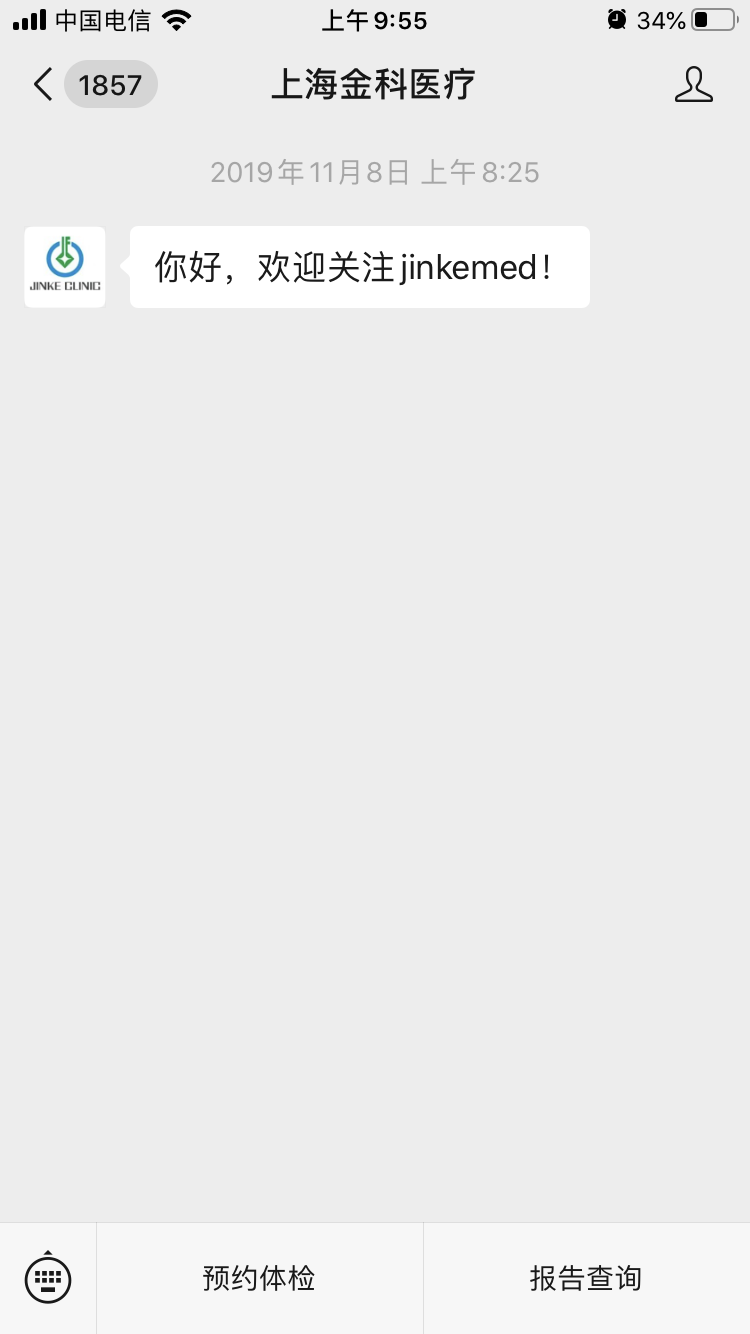 中国电信 上午9:55 34%
1857 上海金科医疗
2019年11月8日 上午8:25
JINKE CLINIC
你好，欢迎关注jinkemed！
预约体检 报告查询